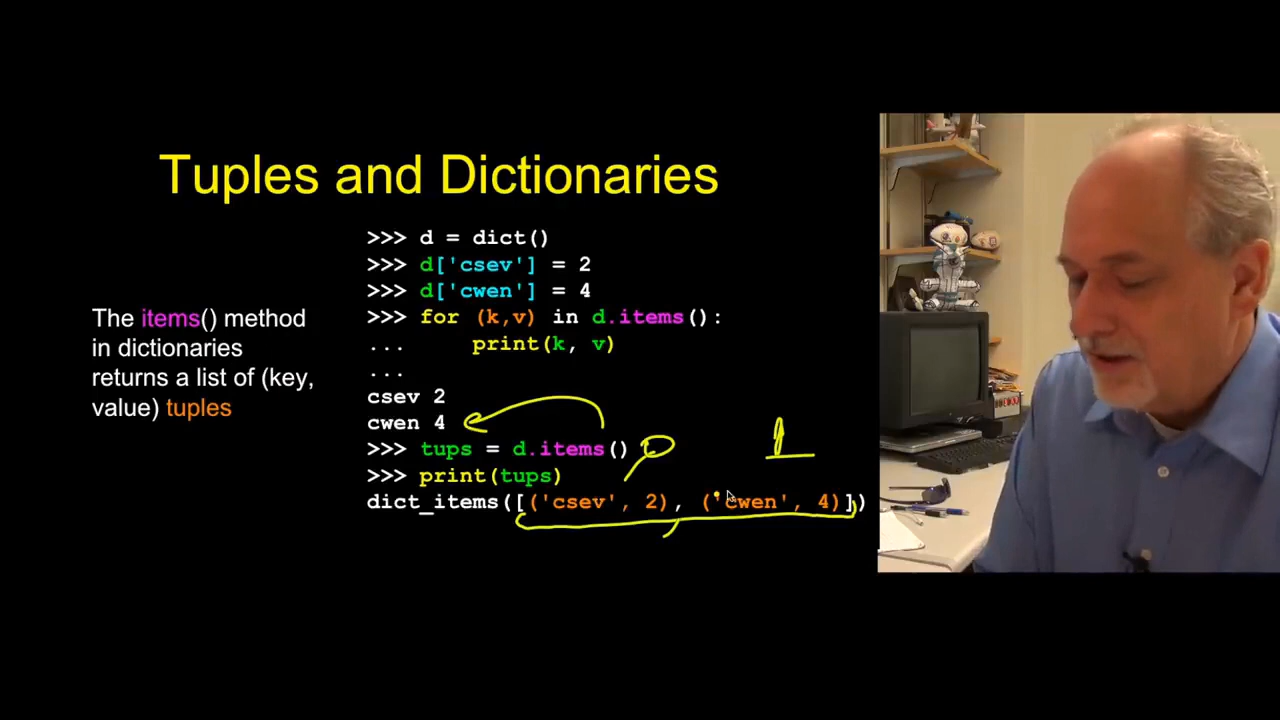 Tuples and Dictionaries
The items() method
in dictionaries
returns a list of (key,
value) tuples
>>> d = dict()
>>> d['csev'] = 2
>>> d['cwen'] = 4
>>> for (k,v) in d.items():
...     print(k, v)
...
csev 2
cwen 4
>>> tups = d.items()
>>> print(tups)
dict_items([('csev', 2), ('cwen', 4)])